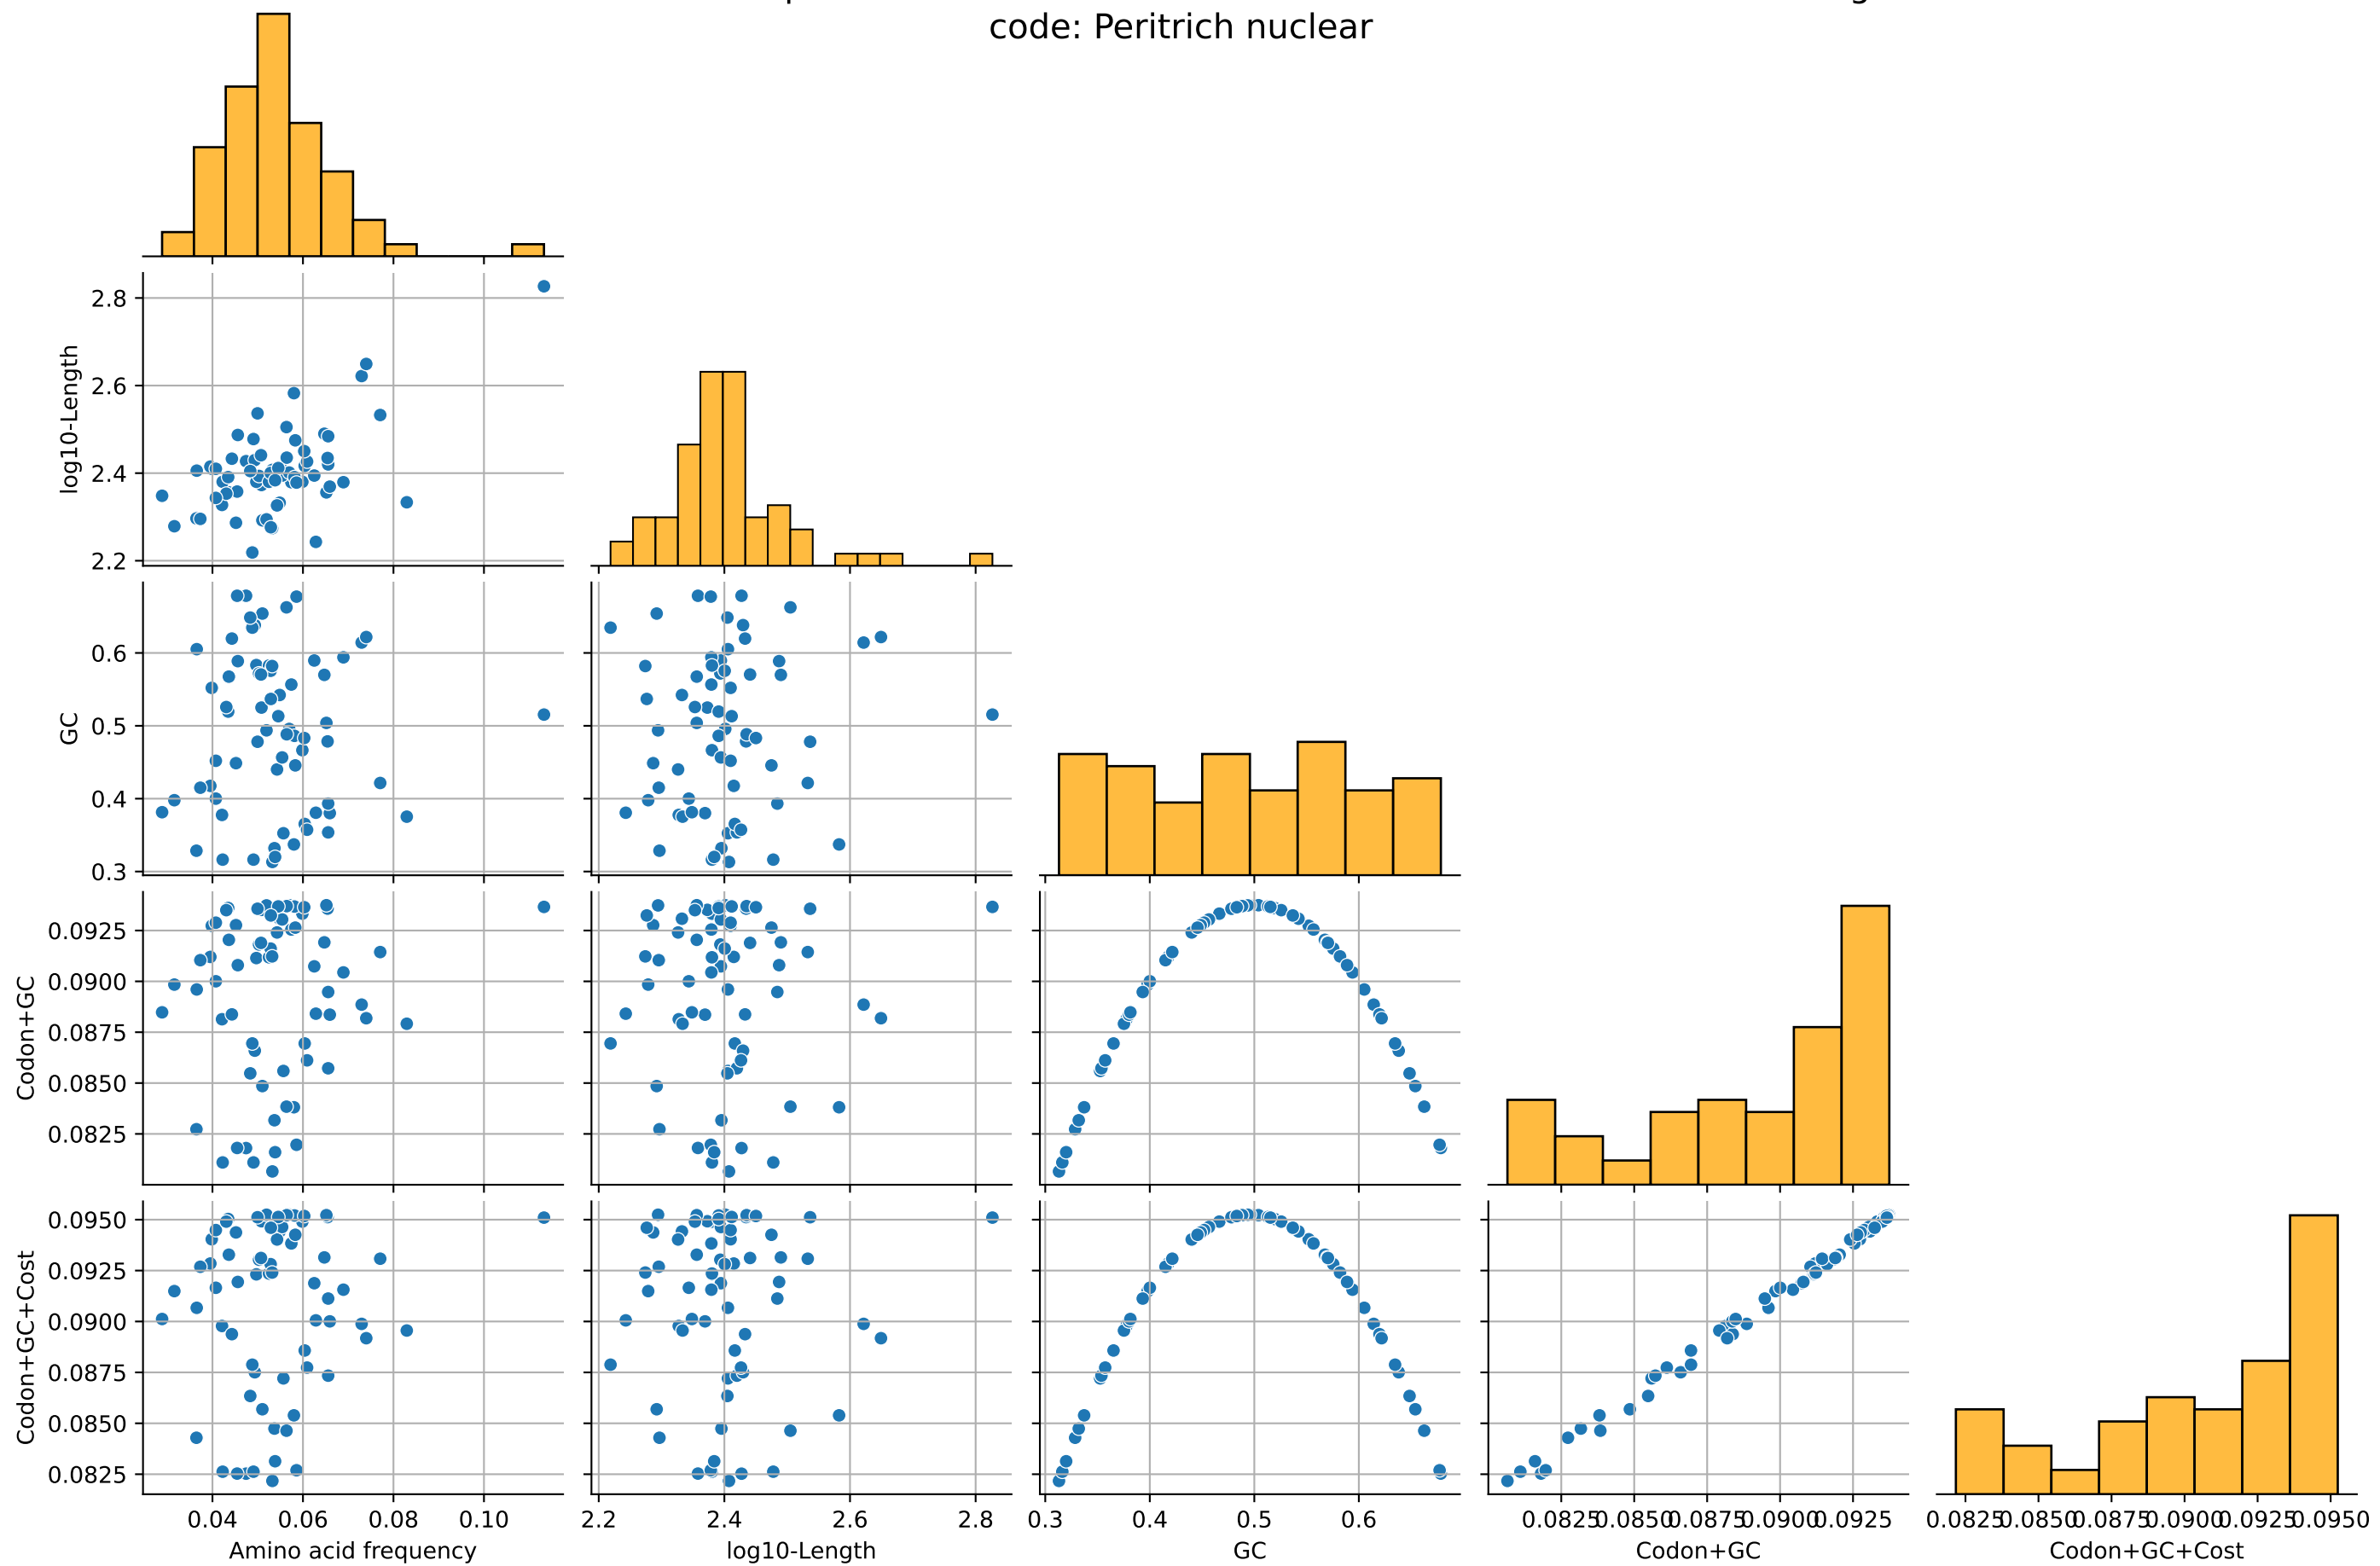 code: Peritrich nuclear
2.8
2.6
2.4
2.2
log10-Length
0.6
0.5
0.4
0.3
GC
0.0925
0.0900
0.0875
0.0850
0.0825
Codon+GC
0.0950
0.0925
0.0900
0.0875
0.0850
0.0825
Codon+GC+Cost
0.04 0.06 0.08 0.10
Amino acid frequency
2.2 2.4 2.6 2.8
log10-Length
0.3 0.4 0.5 0.6
GC
0.0825 0.0850 0.0875 0.0900 0.0925
Codon+GC
0.0825 0.0850 0.0875 0.0900 0.0925 0.0950
Codon+GC+Cost